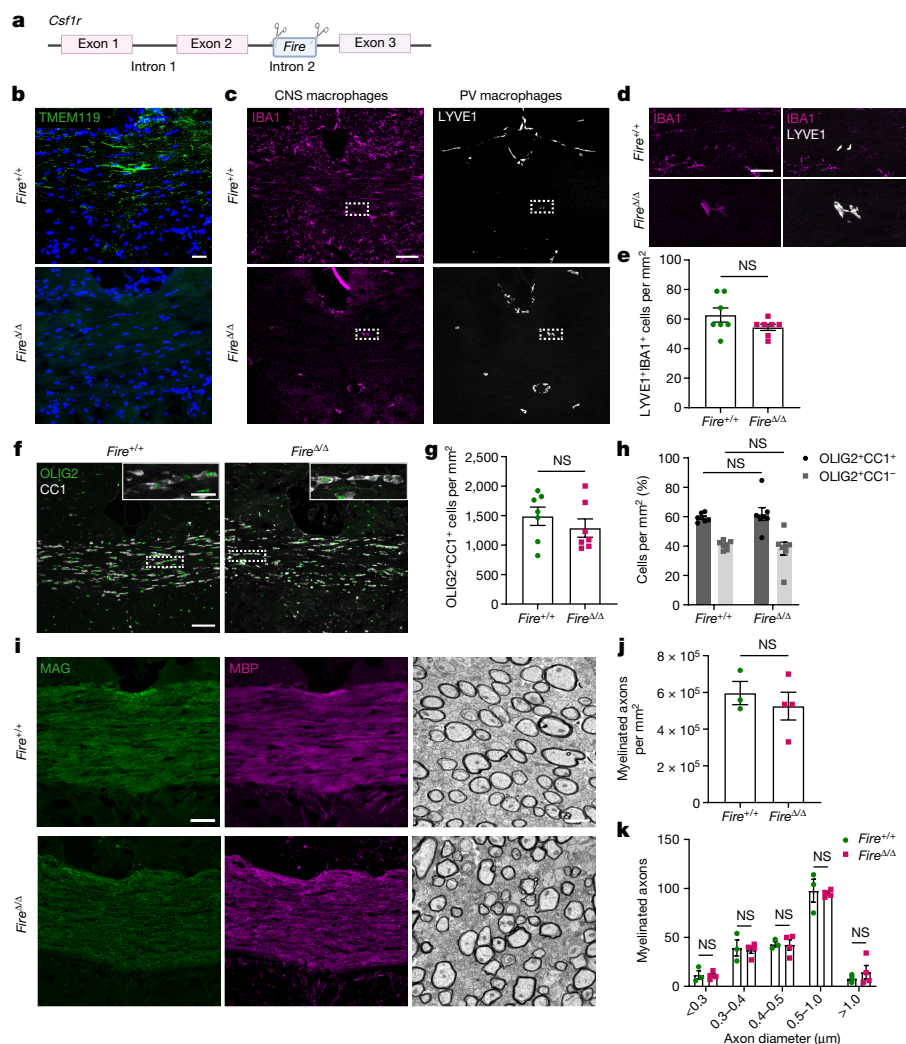 a
Csf1r
Exon 1
Exon 2
Fire
Exon 3
Intron 1
Intron 2
b
TMEM119
Fire+/+
FireΔ/Δ
c
CNS macrophages
PV macrophages
IBA1
LYVE1
Fire+/+
FireΔ/Δ
d
IBA1
IBA1
LYVE1
Fire+/+
FireΔ/Δ
e
LYVE1+IBA1+ cells per mm2
100
80
60
40
20
0
NS
Fire+/+
FireΔ/Δ
f
Fire+/+
FireΔ/Δ
OLIG2
CC1
g
OLIG2+CC1+ cells per mm2
2,500
2,000
1,500
1,000
500
0
NS
Fire+/+
FireΔ/Δ
h
Cells per mm2 (%)
100
80
60
40
20
0
NS
NS
OLIG2+CC1+
OLIG2+CC1−
Fire+/+
FireΔ/Δ
i
MAG
MBP
Fire+/+
FireΔ/Δ
j
Myelinated axons
per mm2
8 × 105
6 × 105
4 × 105
2 × 105
0
NS
Fire+/+
FireΔ/Δ
k
Myelinated axons
150
100
50
0
NS
NS
NS
NS
NS
Fire+/+
FireΔ/Δ
<0.3
0.3–0.4
0.4–0.5
0.5–1.0
>1.0
Axon diameter (μm)